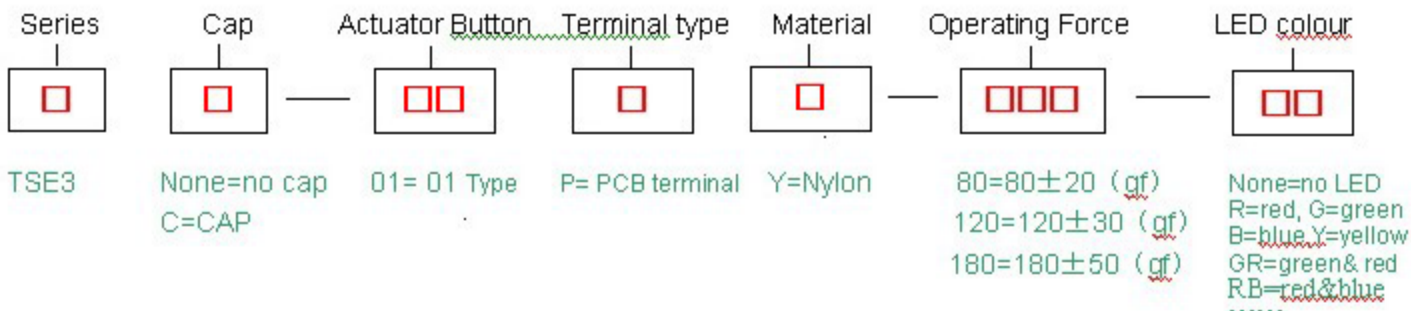 Series Cap Actuator Button Terminal type Material Operating Force LED colour
TSE3 None=no cap 01= 01 Type P= PCB terminal Y=Nylon 80=80±20（gf） None=no LED
C=CAP 120=120±30（gf） R=red, G=green
B=blue,Y=yellow
180=180±50（gf） GR=green& red
RB=red&blue